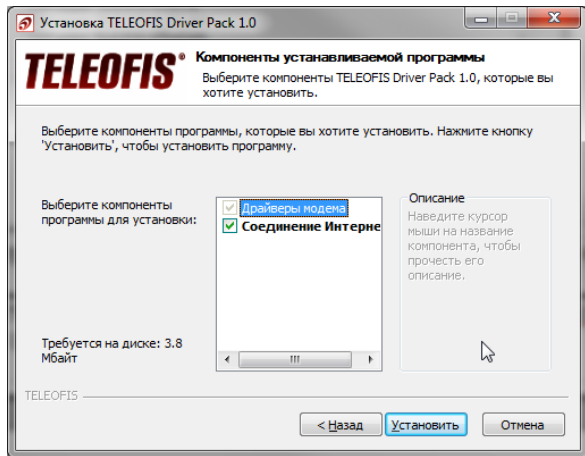 Установка TELEOFIS Driver Pack 1.0
TELEOFIS®
Компоненты устанавливаемой программы
Выберите компоненты TELEOFIS Driver Pack 1.0, которые вы
хотите установить.
Выберите компоненты программы, которые вы хотите установить. Нажмите кнопку
'Установить', чтобы установить программу.
Выберите компоненты
программы для установки:
Драйверы модема
Соединение Интерне
Описание
Наведите курсор
мыши на название
компонента, чтобы
прочесть его
описание.
Требуется на диске: 3.8
Мбайт
TELEOFIS
< Назад
Установить
Отмена